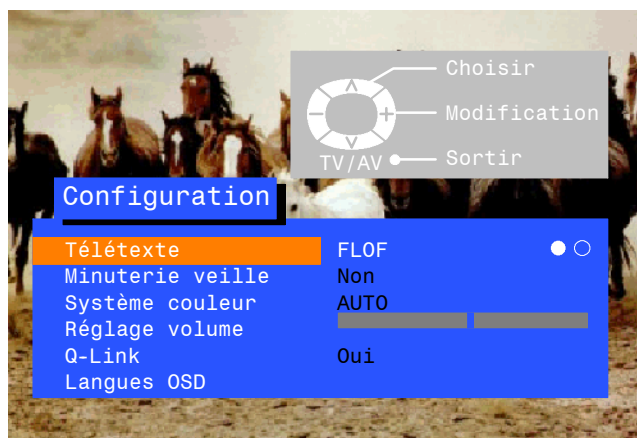 Choisir
Modification
TV/AV Sortir
Configuration
Télétexte FLOF
Minuterie veille Non
Système couleur AUTO
Réglage volume
Q-Link Oui
Langues OSD